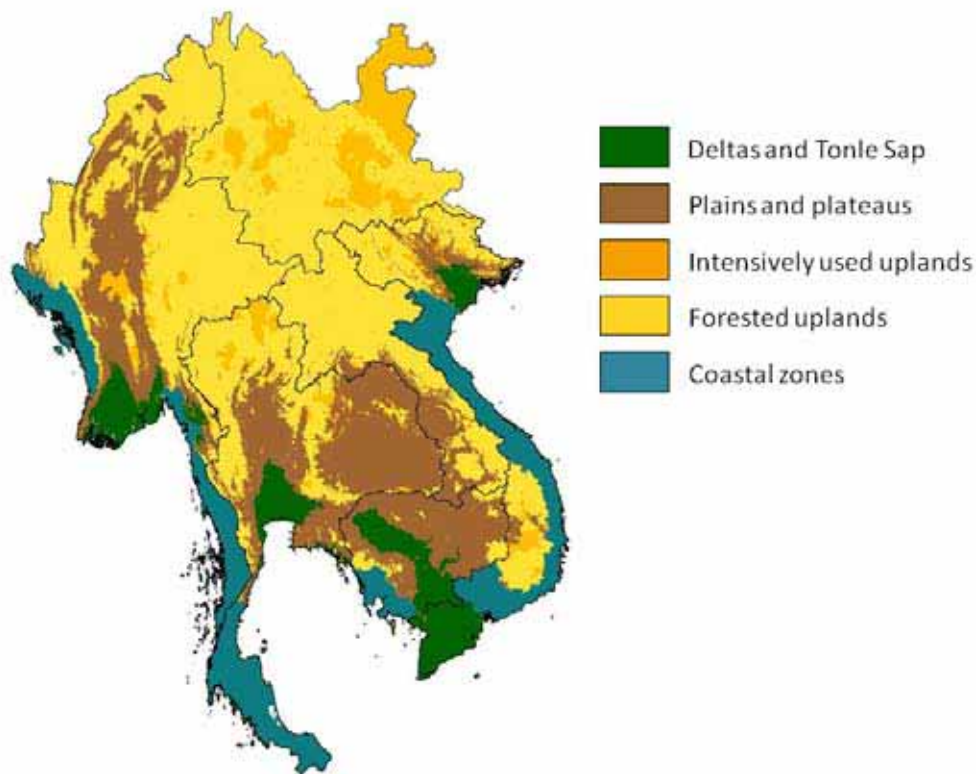 Deltas and Tonle Sap
Plains and plateaus
Intensively used uplands
Forested uplands
Coastal zones